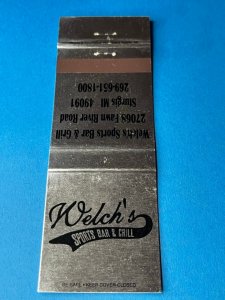 Welch's Sports Bar & Grill
27068 Fawn River Road
Sturgis MI 49091
269-651-1800
Welch's
SPORTS BAR & GRILL
BE SAFE • KEEP COVER CLOSED